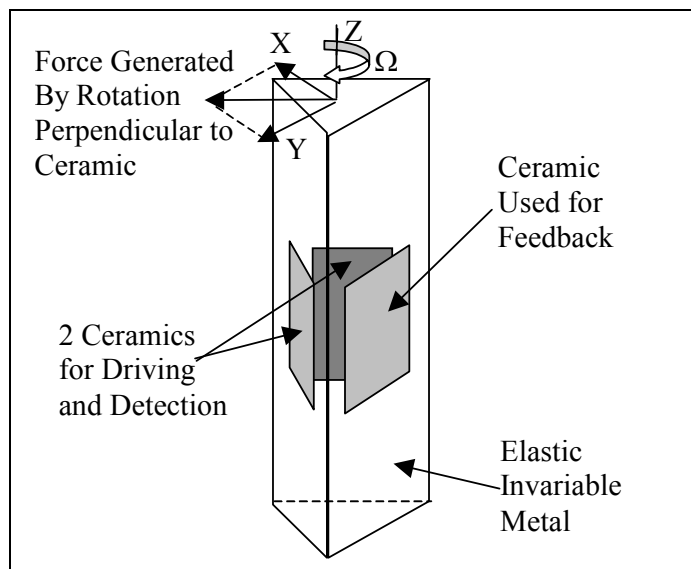 Z
X
Ω
Force Generated
By Rotation
Perpendicular to
Ceramic
Y
Ceramic
Used for
Feedback
2 Ceramics
for Driving
and Detection
Elastic
Invariable
Metal